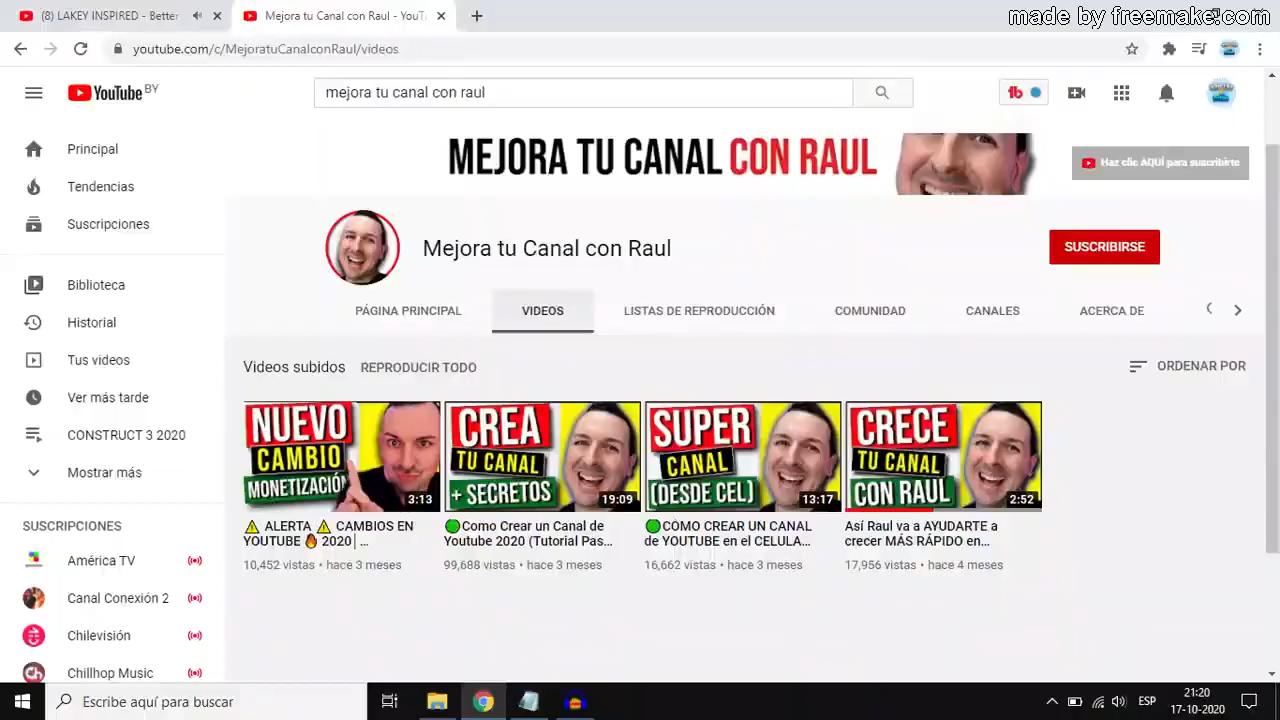 (8) LAKEY INSPIRED - Better
Mejora tu Canal con Raul - YouTu
made by freemake.com
youtube.com/c/MejoratuCanalconRaul/videos
YouTube BY
mejora tu canal con raul
Principal
Tendencias
Suscripciones
Biblioteca
Historial
Tus videos
Ver más tarde
CONSTRUCT 3 2020
Mostrar más
SUSCRIPCIONES
América TV
Canal Conexión 2
Chilevisión
Chillhop Music
MEJORA TU CANAL CON RAUL
Haz clic AQUÍ para suscribirte
Mejora tu Canal con Raul
SUSCRIBIRSE
PÁGINA PRINCIPAL VIDEOS LISTAS DE REPRODUCCIÓN COMUNIDAD CANALES ACERCA DE
Videos subidos REPRODUCIR TODO
ORDENAR POR
NUEVO
CAMBIO
MONETIZACIÓN
3:13
⚠ ALERTA ⚠ CAMBIOS EN
YOUTUBE 🔥 2020| ...
10,452 vistas • hace 3 meses
CREA
TU CANAL
+ SECRETOS
19:09
Como Crear un Canal de
Youtube 2020 (Tutorial Pas...
99,688 vistas • hace 3 meses
SUPER
CANAL
(DESDE CEL)
13:17
CÓMO CREAR UN CANAL
de YOUTUBE en el CELULA...
16,662 vistas • hace 3 meses
CRECE
TU CANAL
CON RAUL
2:52
Así Raul va a AYUDARTE a
crecer MÁS RÁPIDO en...
17,956 vistas • hace 4 meses
Escribe aquí para buscar
ESP
21:20
17-10-2020